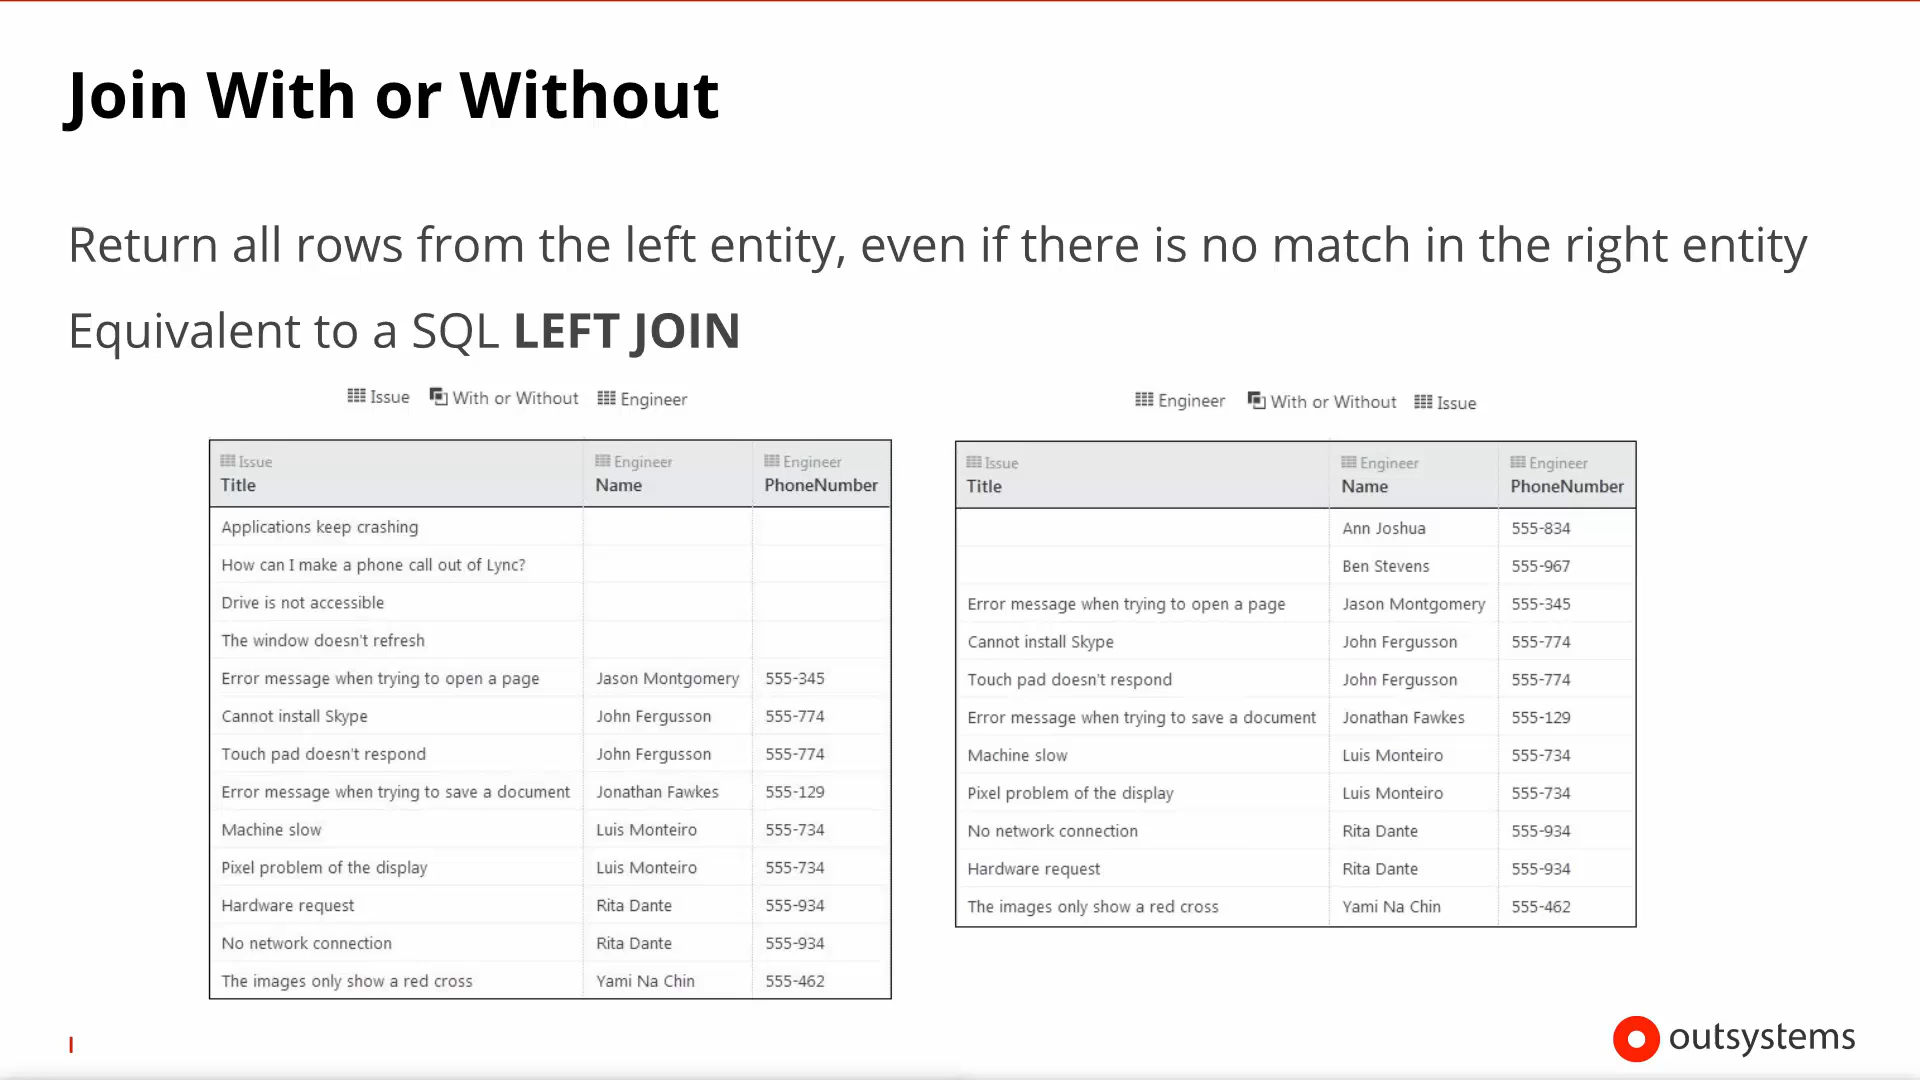 Join With or Without
Return all rows from the left entity, even if there is no match in the right entity
Equivalent to a SQL LEFT JOIN
Issue With or Without Engineer
Issue Engineer Engineer
Title Name PhoneNumber
Applications keep crashing
How can I make a phone call out of Lync?
Drive is not accessible
The window doesn't refresh
Error message when trying to open a page Jason Montgomery 555-345
Cannot install Skype John Fergusson 555-774
Touch pad doesn't respond John Fergusson 555-774
Error message when trying to save a document Jonathan Fawkes 555-129
Machine slow Luis Monteiro 555-734
Pixel problem of the display Luis Monteiro 555-734
Hardware request Rita Dante 555-934
No network connection Rita Dante 555-934
The images only show a red cross Yami Na Chin 555-462
Engineer With or Without Issue
Issue Engineer Engineer
Title Name PhoneNumber
Ann Joshua 555-834
Ben Stevens 555-967
Error message when trying to open a page Jason Montgomery 555-345
Cannot install Skype John Fergusson 555-774
Touch pad doesn't respond John Fergusson 555-774
Error message when trying to save a document Jonathan Fawkes 555-129
Machine slow Luis Monteiro 555-734
Pixel problem of the display Luis Monteiro 555-734
No network connection Rita Dante 555-934
Hardware request Rita Dante 555-934
The images only show a red cross Yami Na Chin 555-462
outsystems